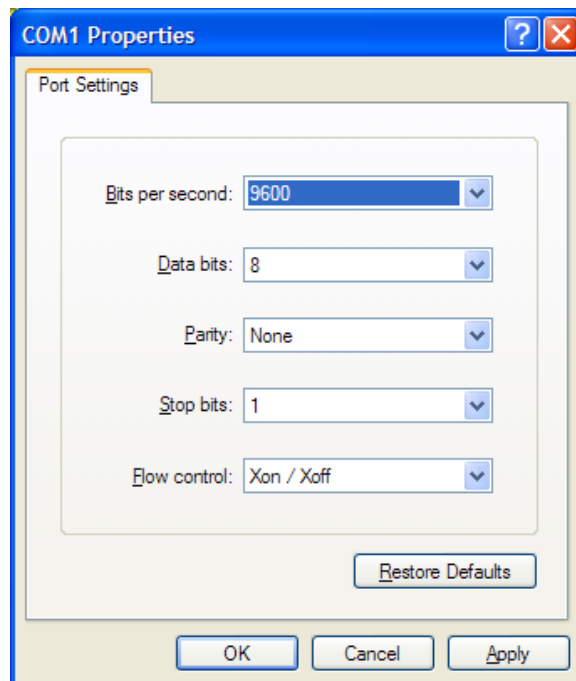 COM1 Properties
Port Settings
Bits per second: 9600
Data bits: 8
Parity: None
Stop bits: 1
Flow control: Xon / Xoff
Restore Defaults
OK Cancel Apply